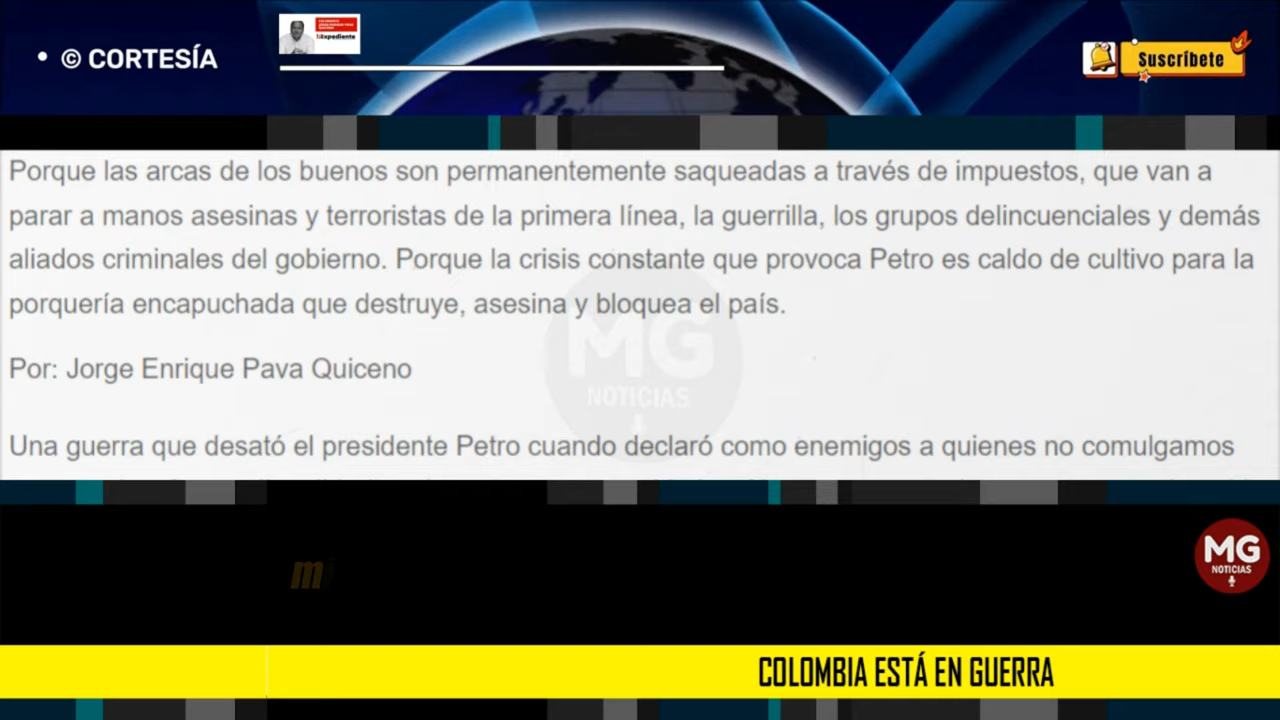 • © CORTESÍA
Expediente
Suscríbete
Porque las arcas de los buenos son permanentemente saqueadas a través de impuestos, que van a
parar a manos asesinas y terroristas de la primera línea, la guerrilla, los grupos delincuenciales y demás
aliados criminales del gobierno. Porque la crisis constante que provoca Petro es caldo de cultivo para la
porquería encapuchada que destruye, asesina y bloquea el país.
MG
NOTICIAS
Por: Jorge Enrique Pava Quiceno
Una guerra que desató el presidente Petro cuando declaró como enemigos a quienes no comulgamos
m
MG
NOTICIAS
COLOMBIA ESTÁ EN GUERRA